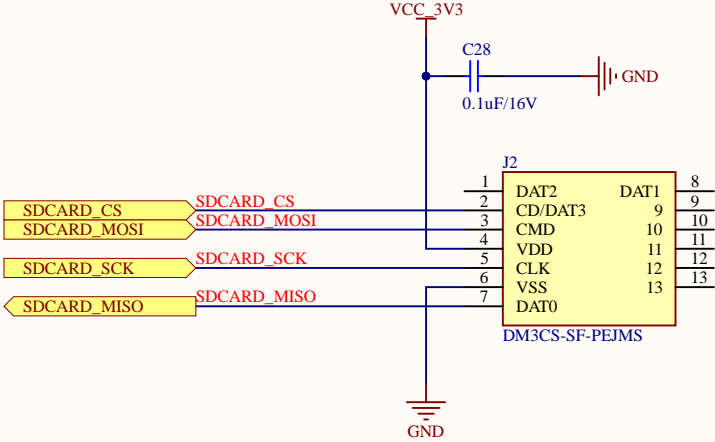 VCC_3V3
C28
GND
0.1uF/16V
J2
1 DAT2 DAT1 8
SDCARD_CS SDCARD_CS 2 CD/DAT3 9 9
SDCARD_MOSI SDCARD_MOSI 3 CMD 10 10
4 VDD 11 11
SDCARD_SCK SDCARD_SCK 5 CLK 12 12
6 VSS 13 13
SDCARD_MISO SDCARD_MISO 7 DAT0
DM3CS-SF-PEJMS
GND